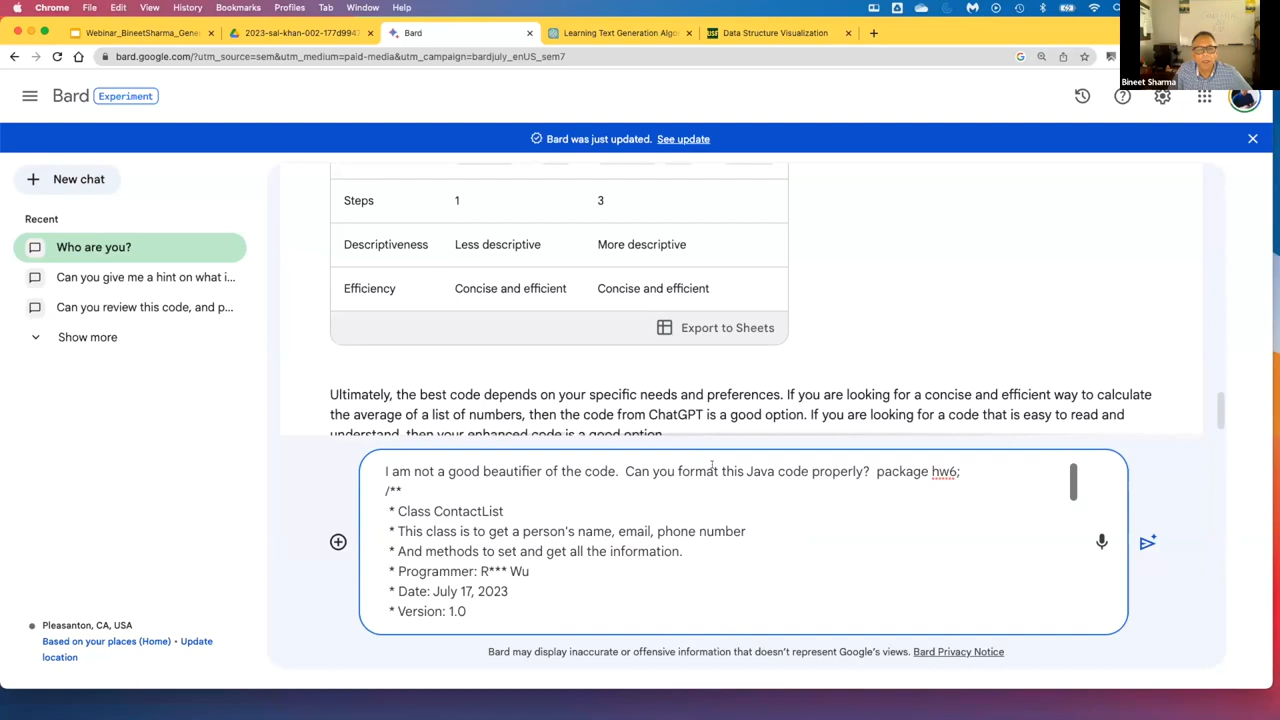 Chrome File Edit View History Bookmarks Profiles Tab Window Help
Webinar_BineetSharma_Gene
2023-sai-khan-002-177d9947
Bard
Learning Text Generation Algo
USF Data Structure Visualization
bard.google.com/?utm_source=sem&utm_medium=paid-media&utm_campaign=bardjuly_enUS_sem7
Bineet Sharma
Bard Experiment
Bard was just updated. See update
New chat
Recent
Who are you?
Can you give me a hint on what i...
Can you review this code, and p...
Show more
Steps 1 3
Descriptiveness Less descriptive More descriptive
Efficiency Concise and efficient Concise and efficient
Export to Sheets
Ultimately, the best code depends on your specific needs and preferences. If you are looking for a concise and efficient way to calculate
the average of a list of numbers, then the code from ChatGPT is a good option. If you are looking for a code that is easy to read and
understand, then your enhanced code is a good option.
I am not a good beautifier of the code. Can you format this Java code properly? package hw6;
/**
* Class ContactList
* This class is to get a person's name, email, phone number
* And methods to set and get all the information.
* Programmer: R*** Wu
* Date: July 17, 2023
* Version: 1.0
Pleasanton, CA, USA
Based on your places (Home) • Update
location
Bard may display inaccurate or offensive information that doesn't represent Google's views. Bard Privacy Notice